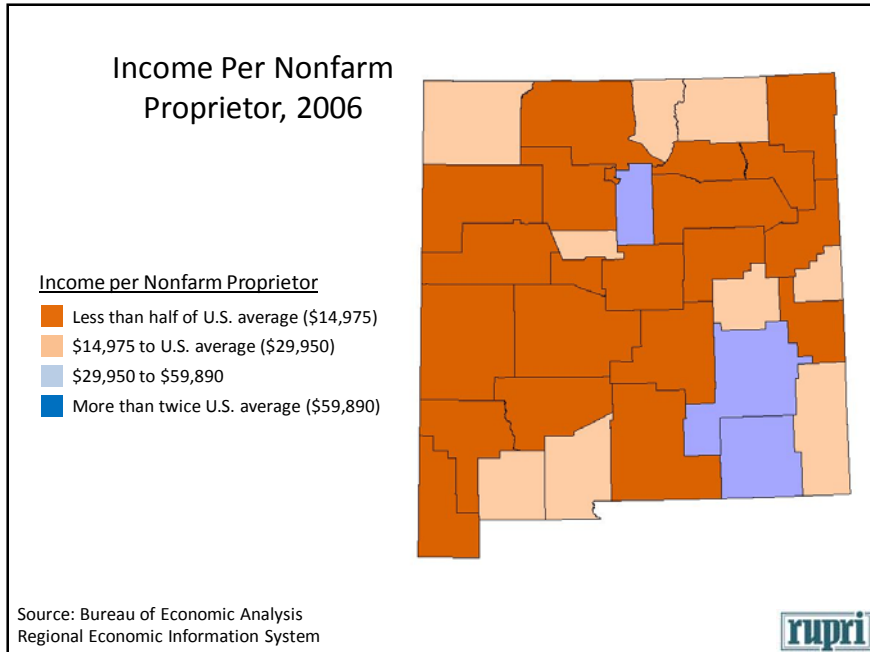 Income Per Nonfarm
Proprietor, 2006
Income per Nonfarm Proprietor
Less than half of U.S. average ($14,975)
$14,975 to U.S. average ($29,950)
$29,950 to $59,890
More than twice U.S. average ($59,890)
Source: Bureau of Economic Analysis
Regional Economic Information System
rupri